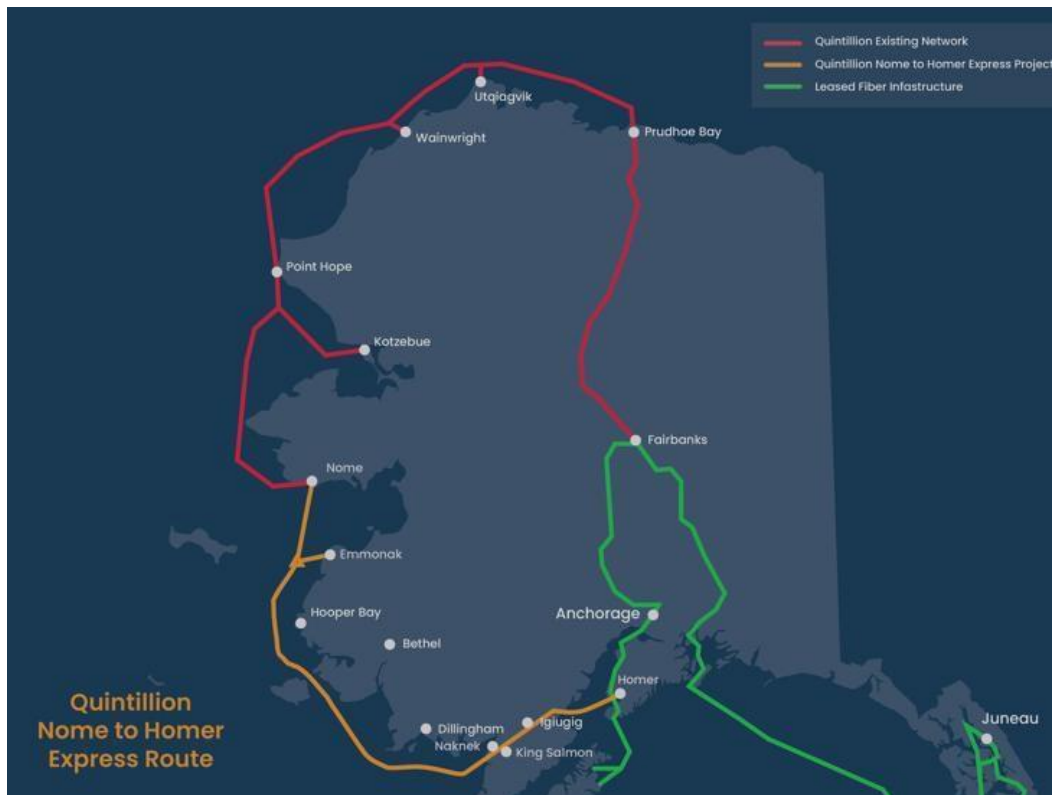 Quintillion Existing Network
Quintillion Nome to Homer Express Project
Leased Fiber Infastructure
Utqiagvik
Wainwright
Prudhoe Bay
Point Hope
Kotzebue
Fairbanks
Nome
Emmonak
Hooper Bay
Anchorage
Bethel
Homer
Quintillion
Nome to Homer
Express Route
Igiugig
Dillingham
Naknek
King Salmon
Juneau